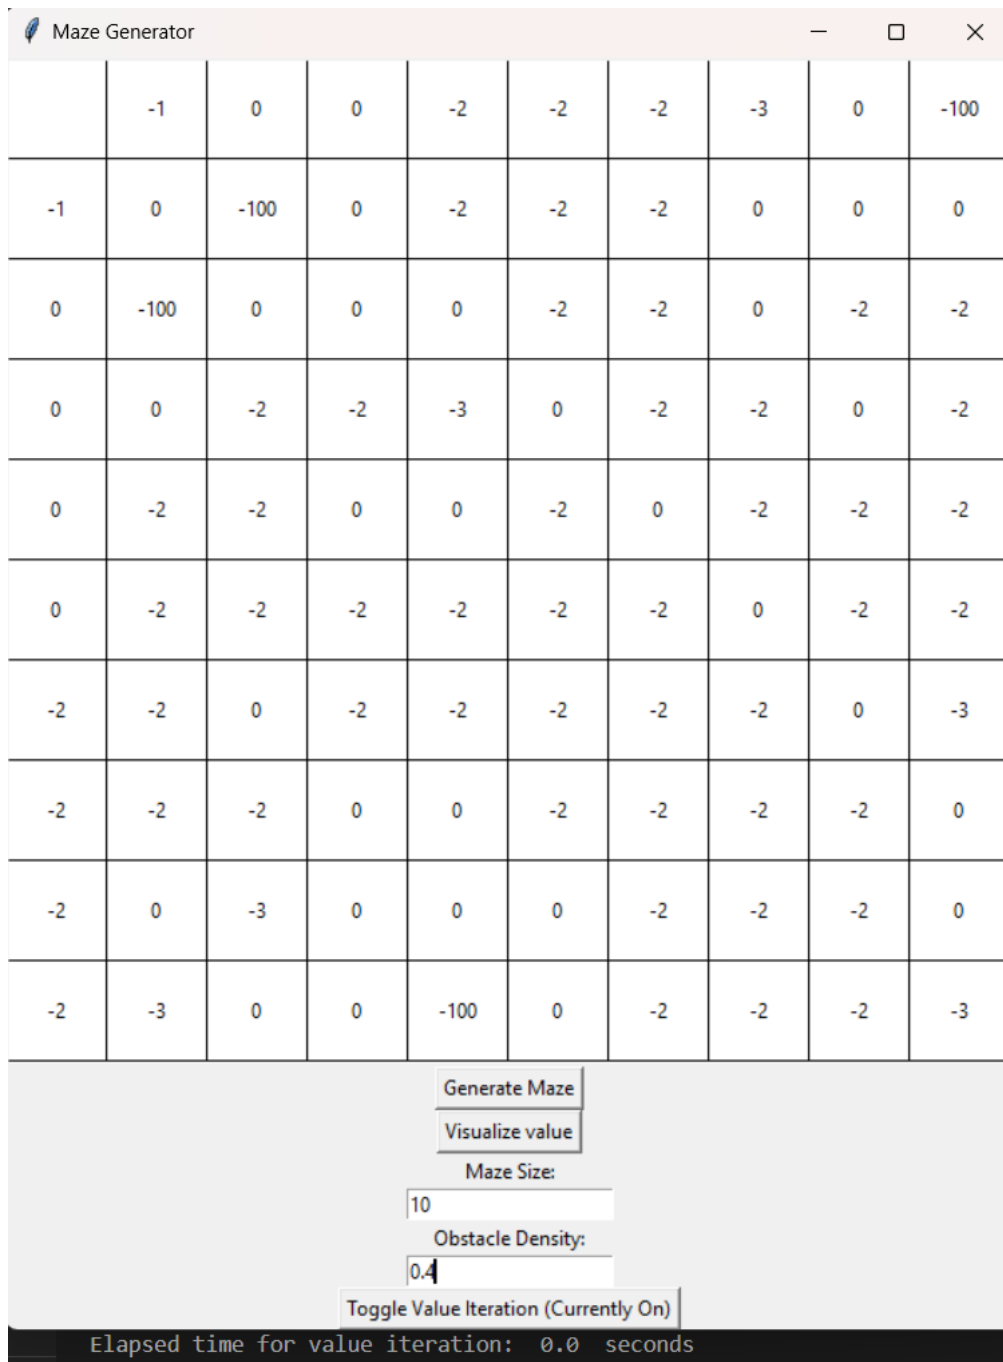 Maze Generator
-1 0 0 -2 -2 -2 -3 0 -100
-1 0 -100 0 -2 -2 -2 0 0 0
0 -100 0 0 0 -2 -2 0 -2 -2
0 0 -2 -2 -3 0 -2 -2 0 -2
0 -2 -2 0 0 -2 0 -2 -2 -2
0 -2 -2 -2 -2 -2 -2 0 -2 -2
-2 -2 0 -2 -2 -2 -2 -2 0 -3
-2 -2 -2 0 0 -2 -2 -2 -2 0
-2 0 -3 0 0 0 -2 -2 -2 0
-2 -3 0 0 -100 0 -2 -2 -2 -3
Generate Maze
Visualize value
Maze Size:
10
Obstacle Density:
0.4
Toggle Value Iteration (Currently On)
Elapsed time for value iteration:  0.0  seconds